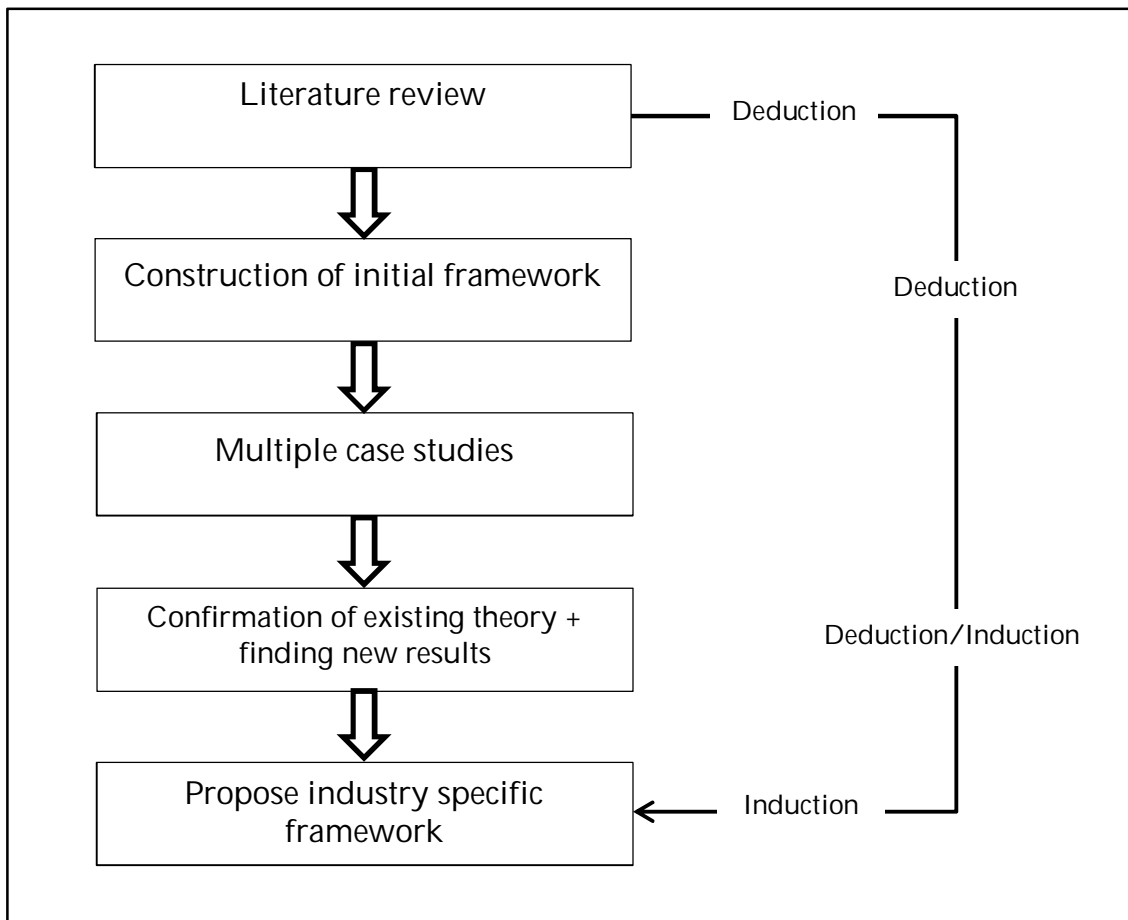 Literature review
Deduction
Construction of initial framework
Deduction
Multiple case studies
Confirmation of existing theory +
finding new results
Deduction/Induction
Propose industry specific
framework
Induction